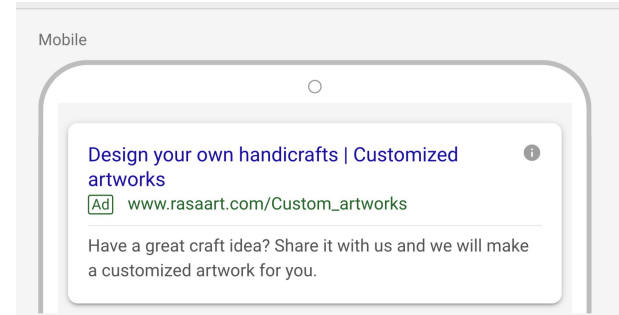 Mobile
Design your own handicrafts | Customized
artworks
Ad www.rasaart.com/Custom_artworks
Have a great craft idea? Share it with us and we will make
a customized artwork for you.